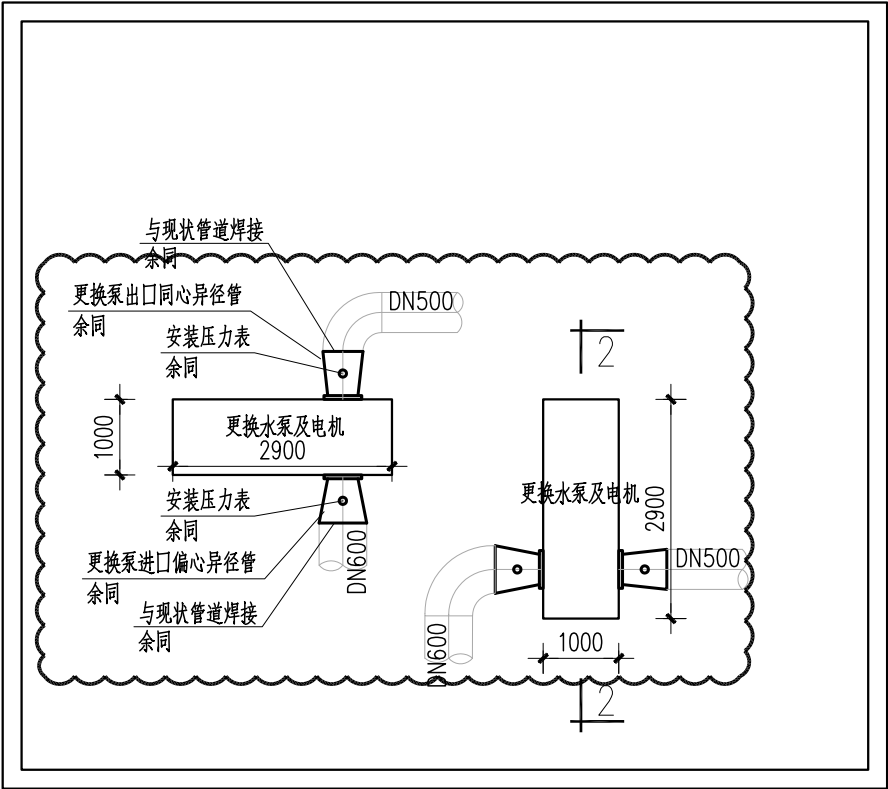 与现状管道焊接
余同
更换泵出口同心异径管
余同
DN500
安装压力表
余同
2
1000
更换水泵及电机
2900
更换水泵及电机
2900
安装压力表
余同
DN600
更换泵进口偏心异径管
余同
DN500
与现状管道焊接
余同
DN600
1000
2